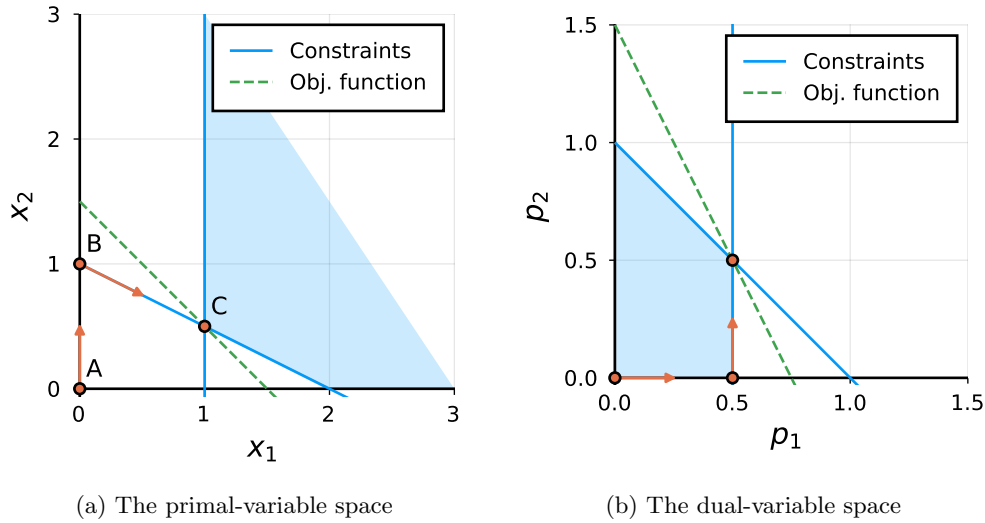 3
2
1
0
0
1
2
3
x₂
x₁
Constraints
Obj. function
A
B
C
1.5
1.0
0.5
0.0
0.0
0.5
1.0
1.5
p₂
p₁
Constraints
Obj. function
(a) The primal-variable space
(b) The dual-variable space